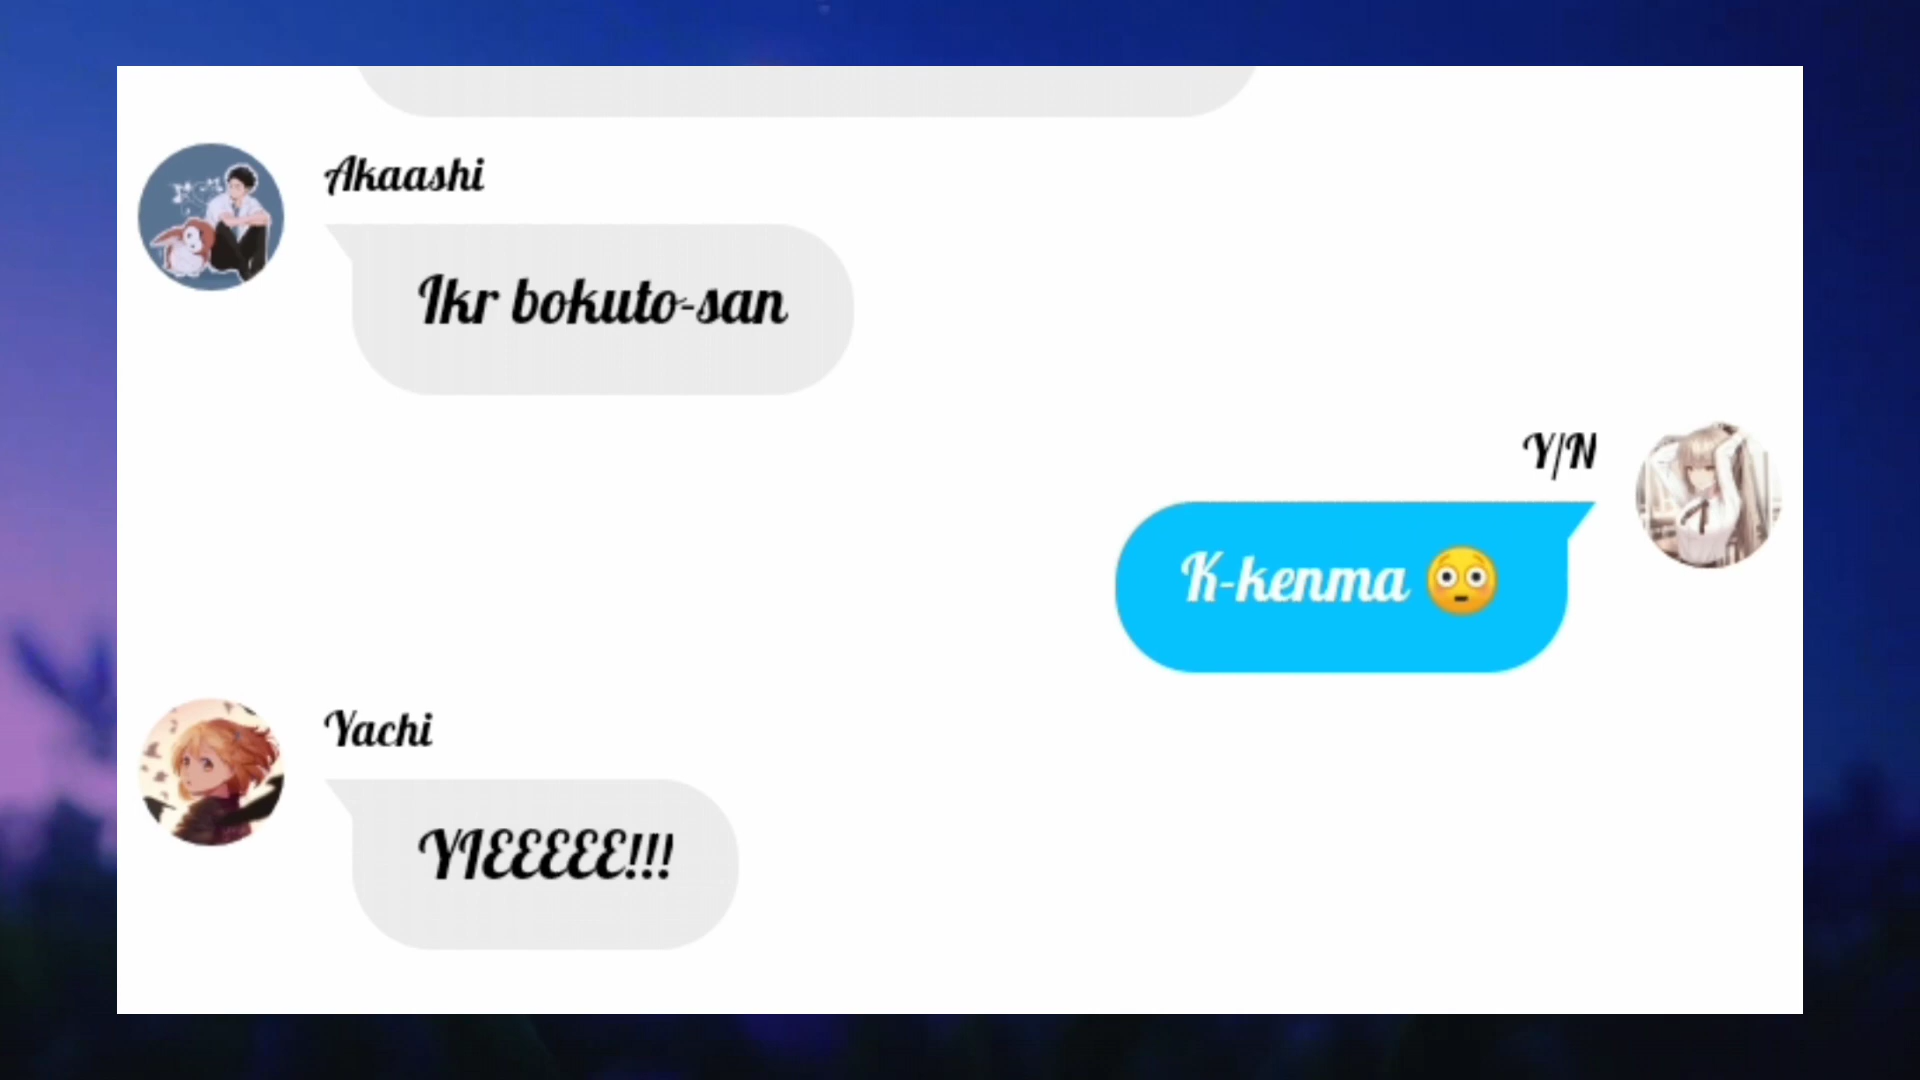 Akaashi
Ikr bokuto-san
Y/N
K-kenma 😳
Yachi
YIEEEEE!!!